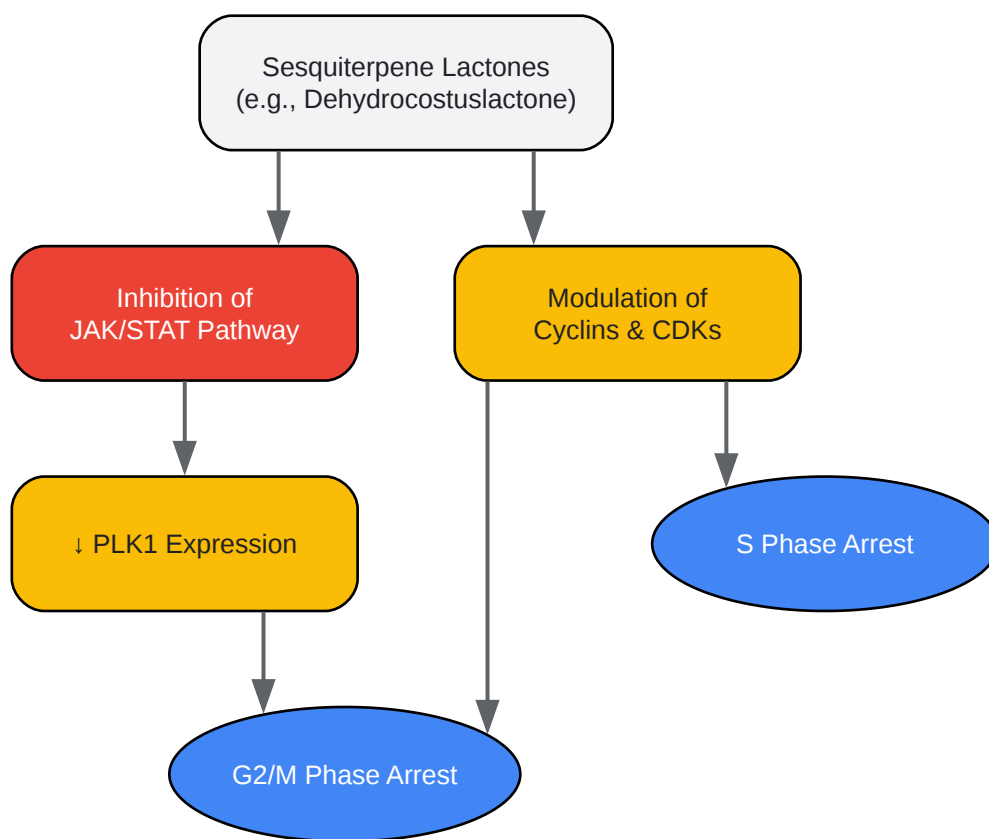 Sesquiterpene Lactones
(e.g., Dehydrocostuslactone)
Inhibition of
JAK/STAT Pathway
Modulation of
Cyclins & CDKs
↓ PLK1 Expression
S Phase Arrest
G2/M Phase Arrest